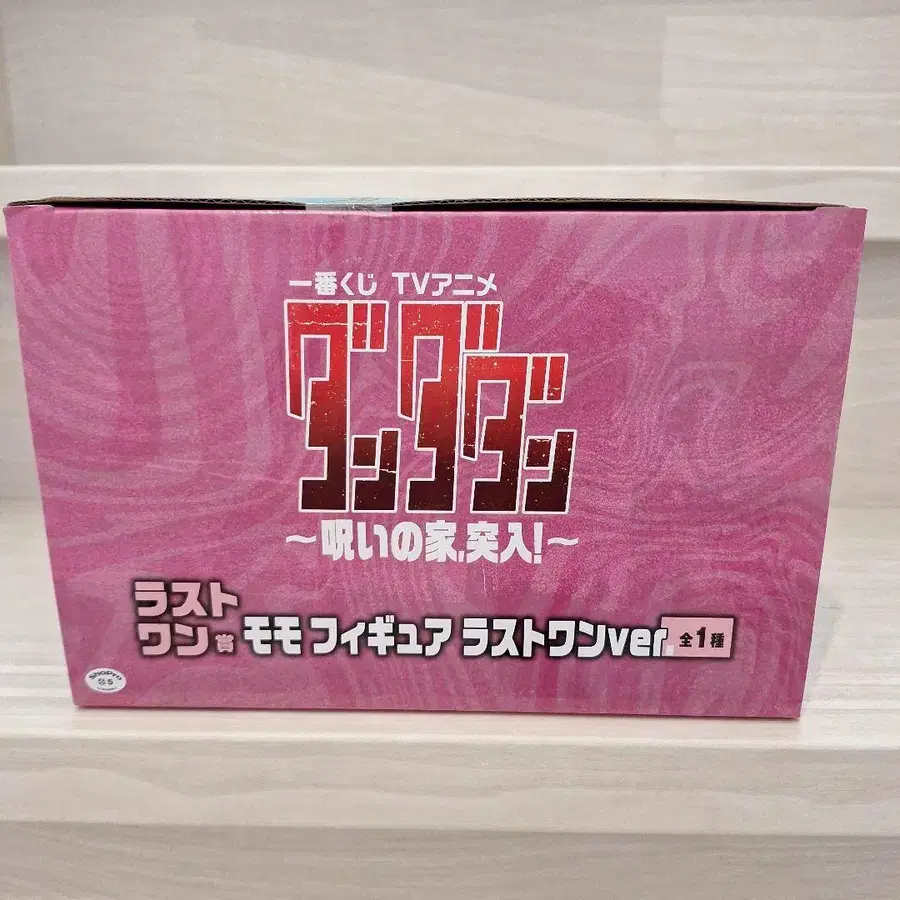 一番くじ TVアニメ
ダンダダン
～呪いの家、突入!～
ラスト
ワン賞 モモ フィギュア ラストワンver. 全1種
ShoPro
S-5